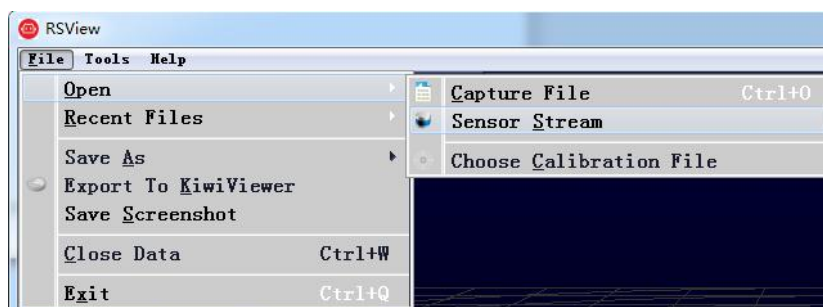 RSView
File Tools Help
Open
Recent Files
Save As
Export To KiwiViewer
Save Screenshot
Close Data Ctrl+W
Exit Ctrl+Q
Capture File Ctrl+O
Sensor Stream
Choose Calibration File